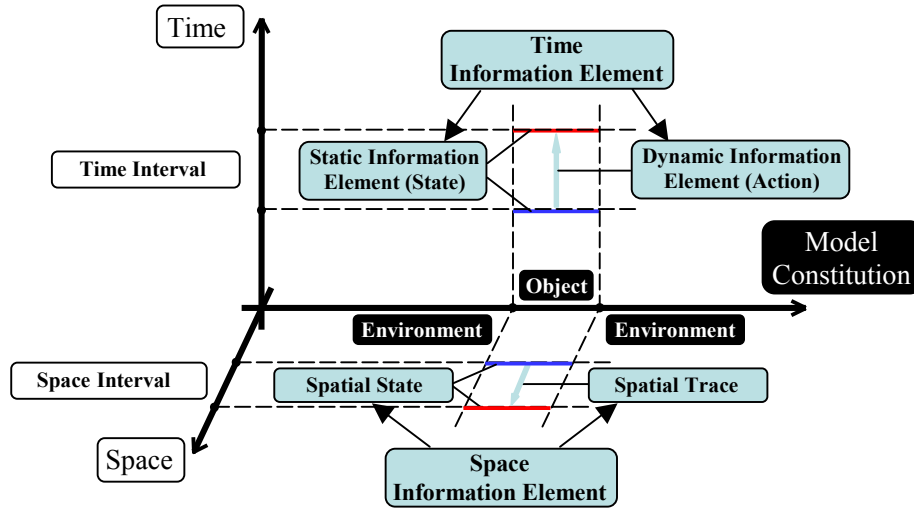 Time
Time
Information Element
Time Interval
Static Information
Element (State)
Dynamic Information
Element (Action)
Model
Constitution
Object
Environment
Environment
Space Interval
Spatial State
Spatial Trace
Space
Space
Information Element